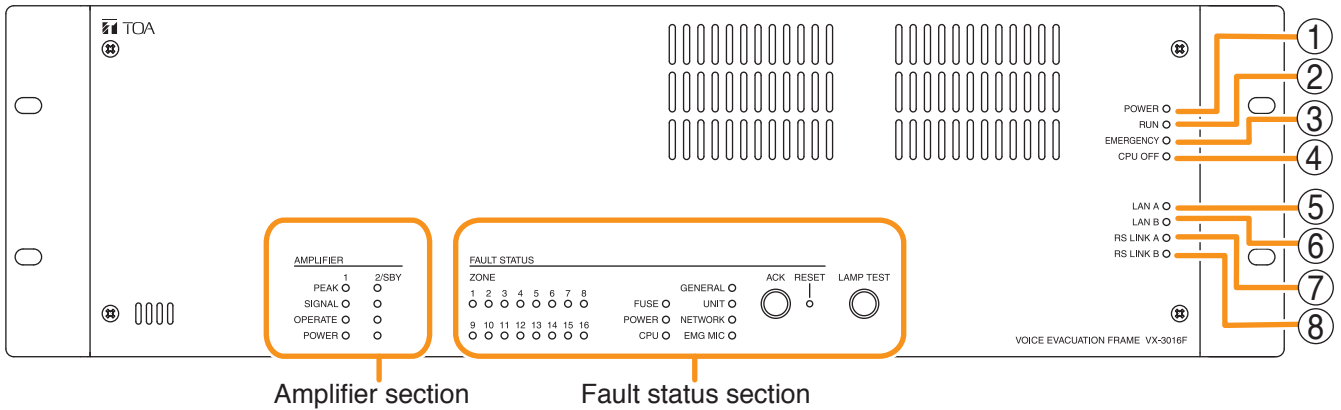 TOA
POWER
RUN
EMERGENCY
CPU OFF
LAN A
LAN B
RS LINK A
RS LINK B
1
2
3
4
5
6
7
8
AMPLIFIER
1 2/SBY
PEAK
SIGNAL
OPERATE
POWER
FAULT STATUS
ZONE
1 2 3 4 5 6 7 8
9 10 11 12 13 14 15 16
FUSE
POWER
CPU
GENERAL
UNIT
NETWORK
EMG MIC
ACK RESET LAMP TEST
VOICE EVACUATION FRAME VX-3016F
Amplifier section
Fault status section